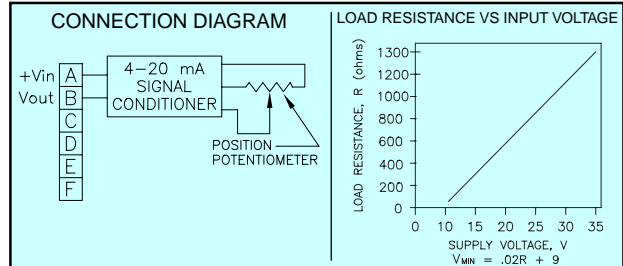 CONNECTION DIAGRAM
+Vin A
Vout B
C
D
E
F
4-20 mA
SIGNAL
CONDITIONER
POSITION
POTENTIOMETER
LOAD RESISTANCE VS INPUT VOLTAGE
LOAD RESISTANCE, R (ohms)
1300
1200
1000
800
600
400
200
0
0 10 15 20 25 30 35
SUPPLY VOLTAGE, V
VMIN = .02R + 9